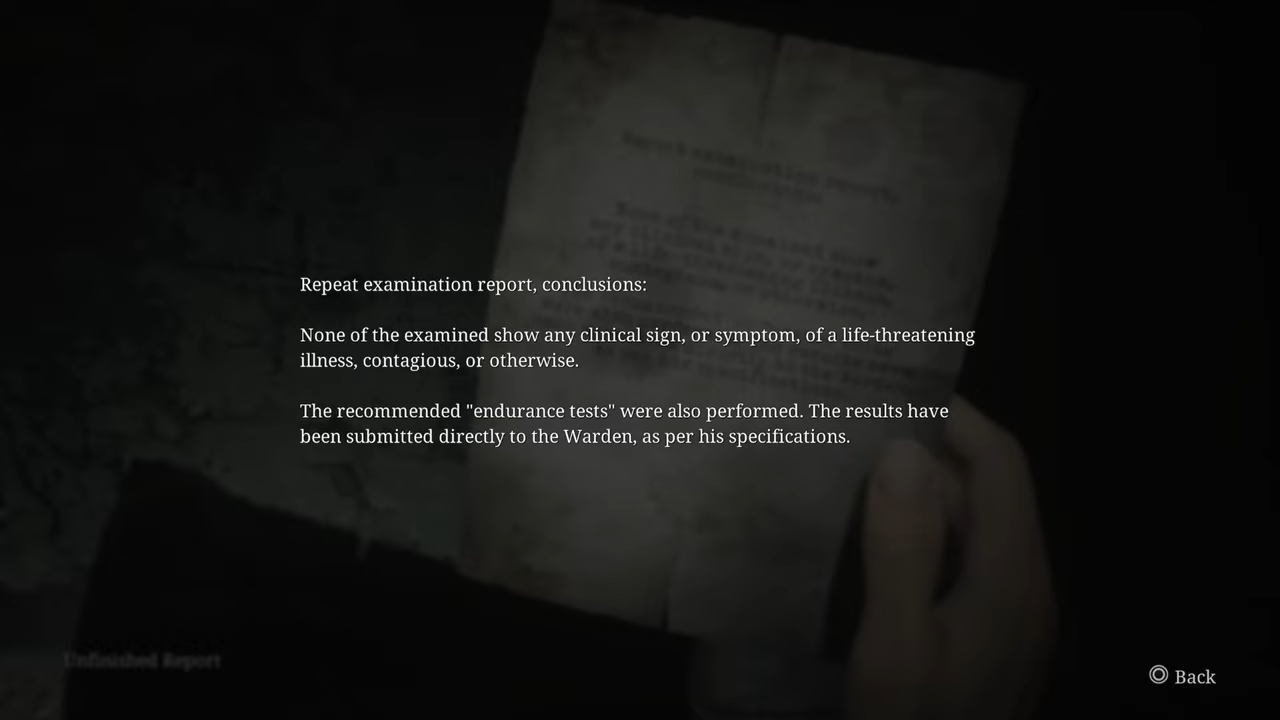 Repeat examination report, conclusions:
None of the examined show any clinical sign, or symptom, of a life-threatening
illness, contagious, or otherwise.
The recommended "endurance tests" were also performed. The results have
been submitted directly to the Warden, as per his specifications.
Unfinished Report
Back